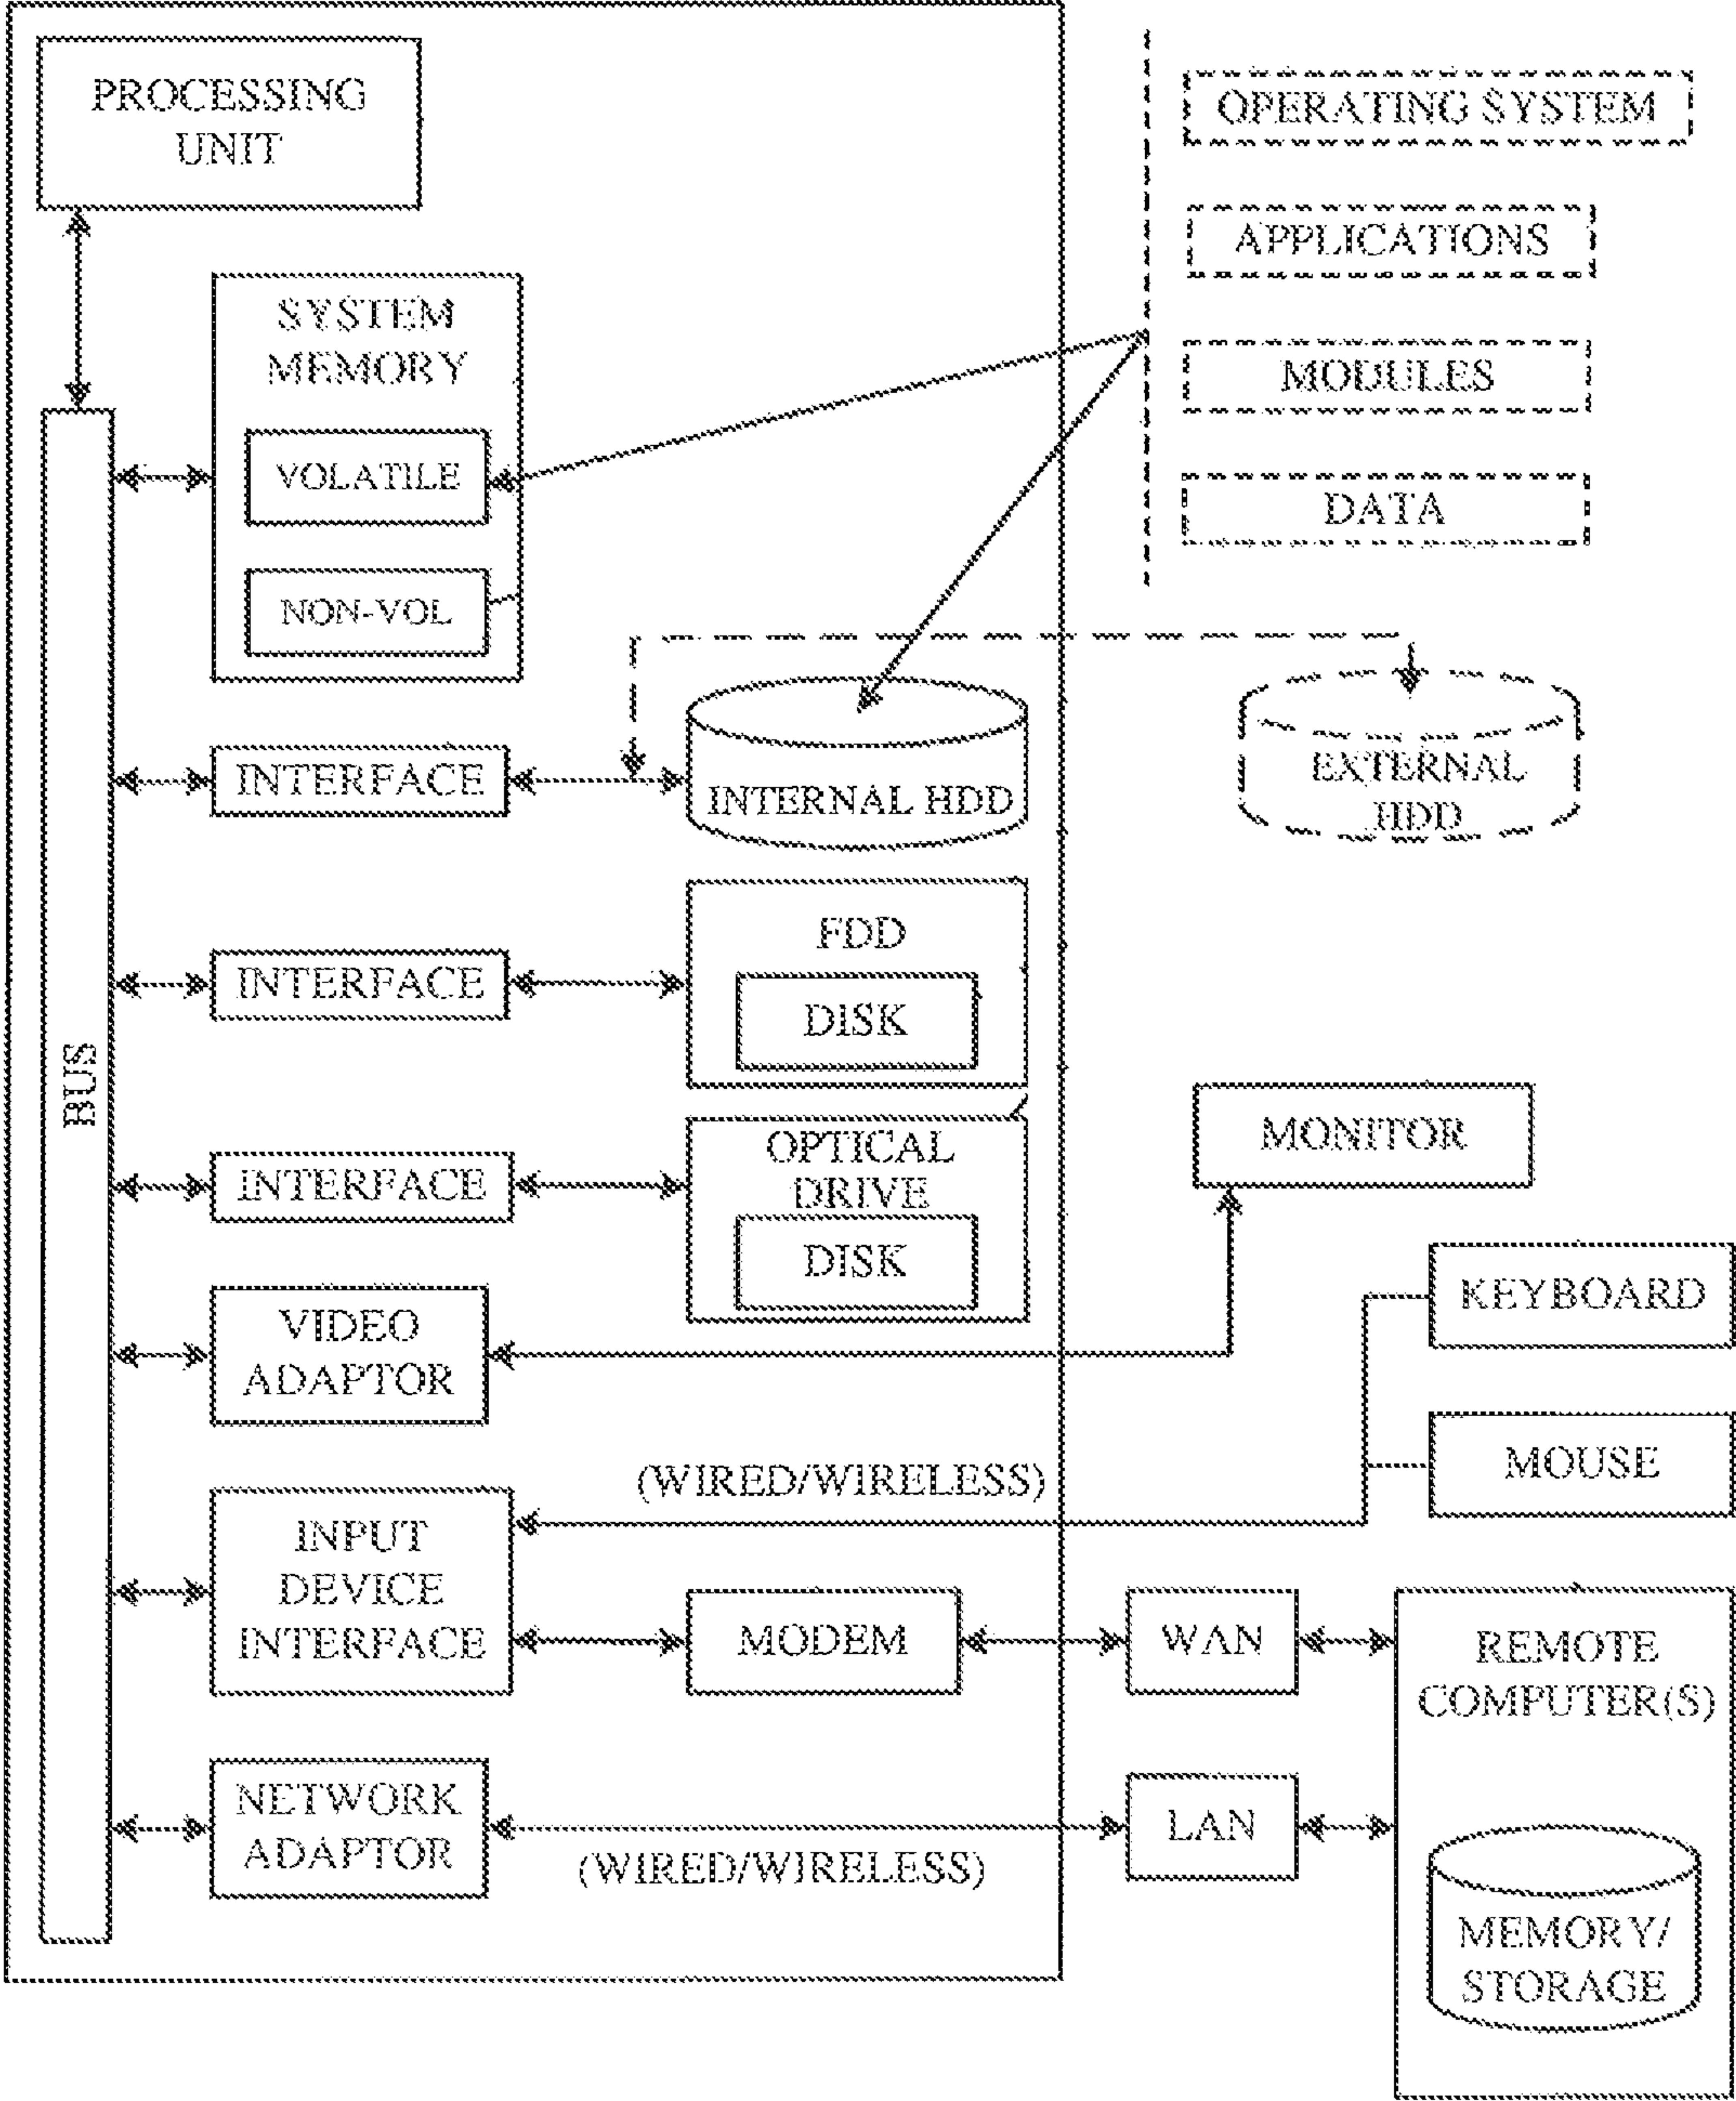 PROCESSING
UNIT
OPERATING SYSTEM
APPLICATIONS
SYSTEM
MEMORY
MODULES
VOLATILE
DATA
NON-VOL
INTERFACE
INTERNAL HDD
EXTERNAL
HDD
FDD
INTERFACE
DISK
BUS
MONITOR
OPTICAL
DRIVE
INTERFACE
DISK
KEYBOARD
VIDEO
ADAPTOR
MOUSE
(WIRED/WIRELESS)
INPUT
DEVICE
INTERFACE
MODEM
WAN
REMOTE
COMPUTER(S)
NETWORK
ADAPTOR
LAN
(WIRED/WIRELESS)
MEMORY/
STORAGE